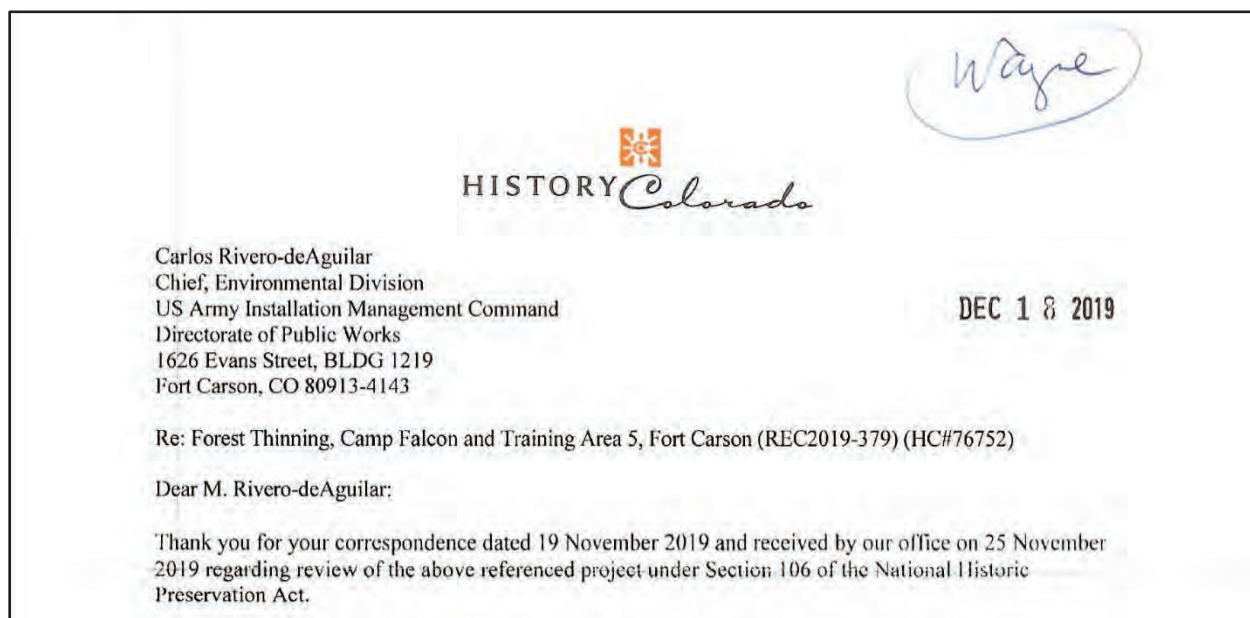 Wayne
HISTORY Colorado
Carlos Rivero-deAguilar
Chief, Environmental Division
US Army Installation Management Command
DEC 18 2019
Directorate of Public Works
1626 Evans Street, BLDG 1219
Fort Carson, CO 80913-4143
Re: Forest Thinning, Camp Falcon and Training Area 5, Fort Carson (REC2019-379) (HC#76752)
Dear M. Rivero-deAguilar:
Thank you for your correspondence dated 19 November 2019 and received by our office on 25 November
2019 regarding review of the above referenced project under Section 106 of the National Historic
Preservation Act.